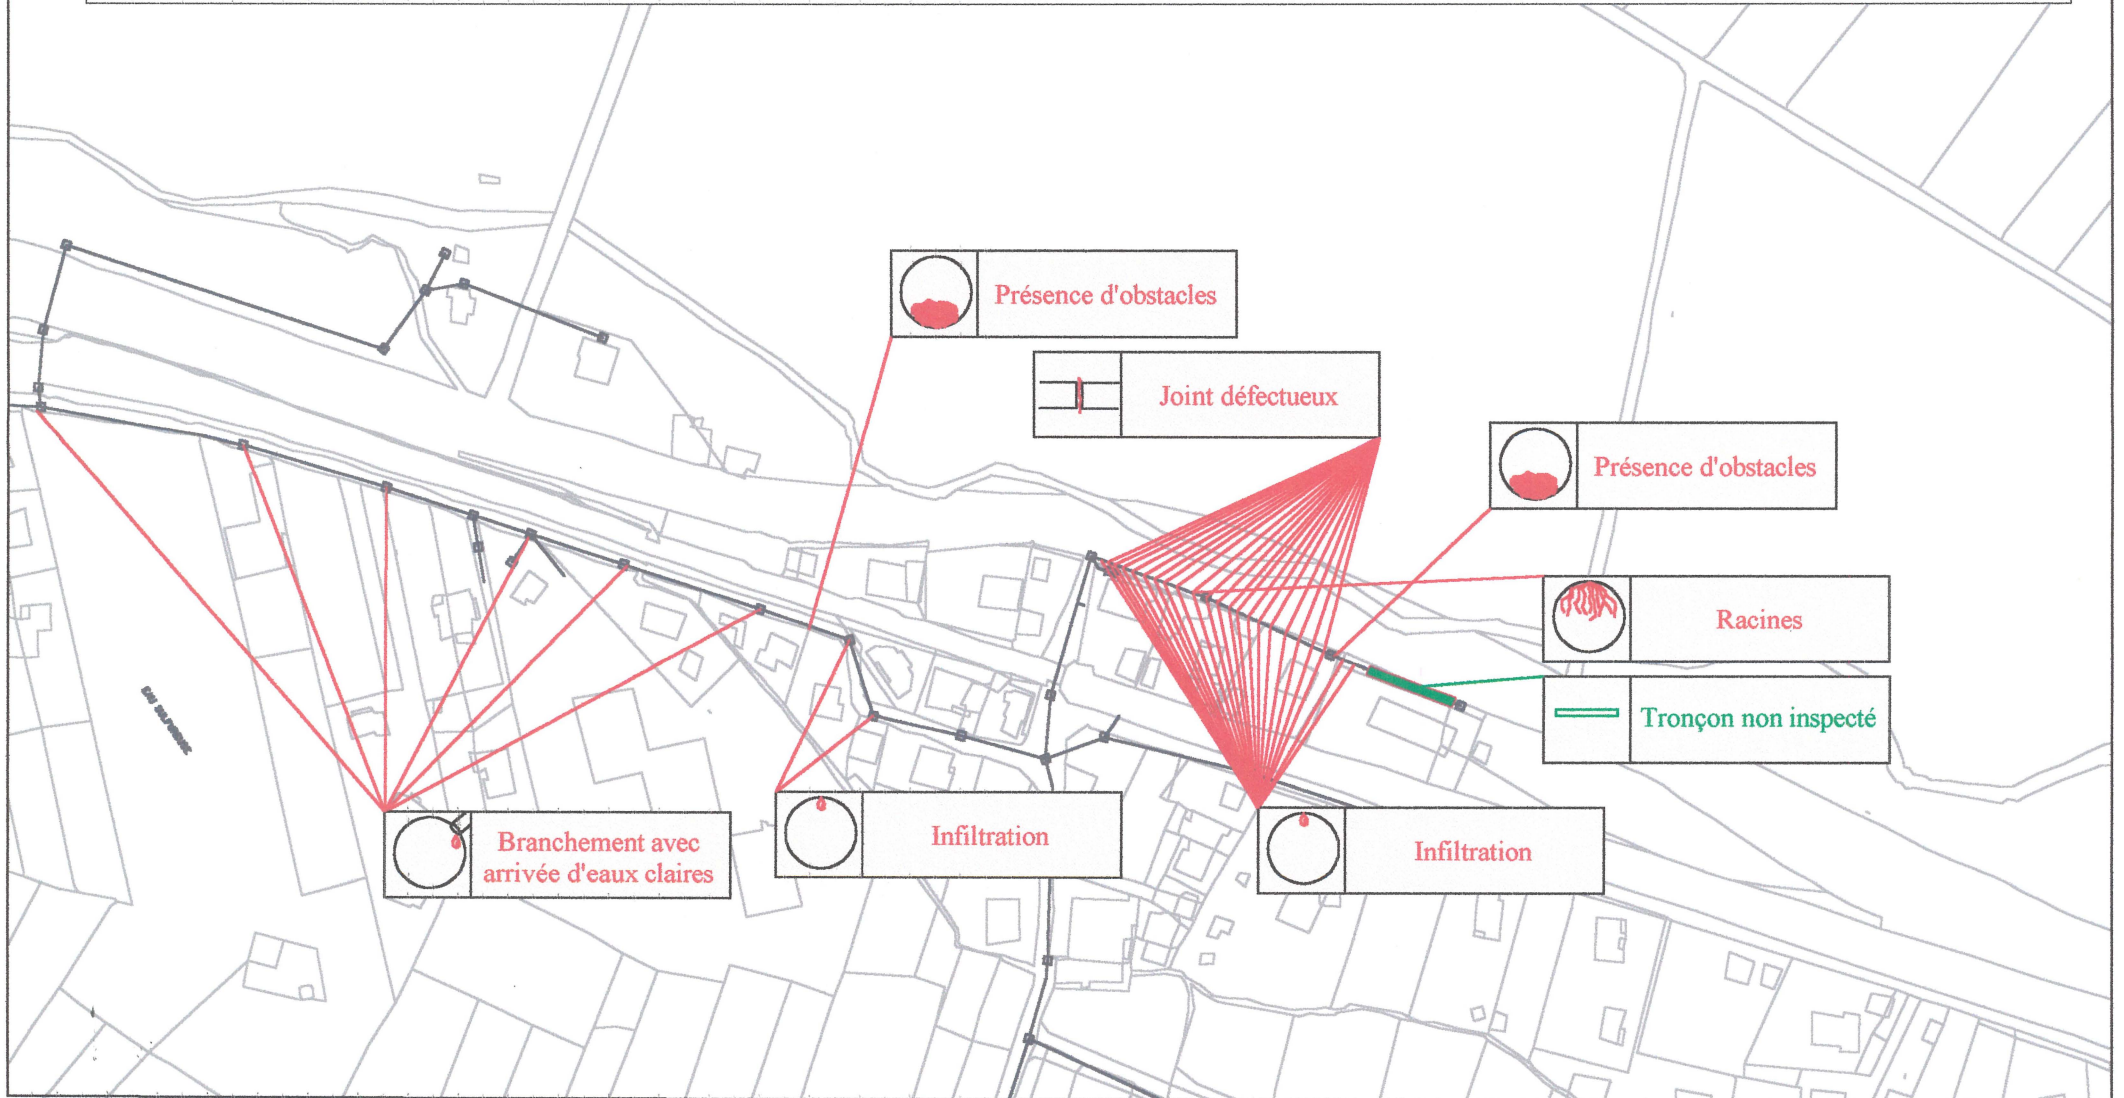 Présence d'obstacles
Joint défectueux
Présence d'obstacles
Racines
Tronçon non inspecté
Branchement avec
arrivée d'eaux claires
Infiltration
Infiltration